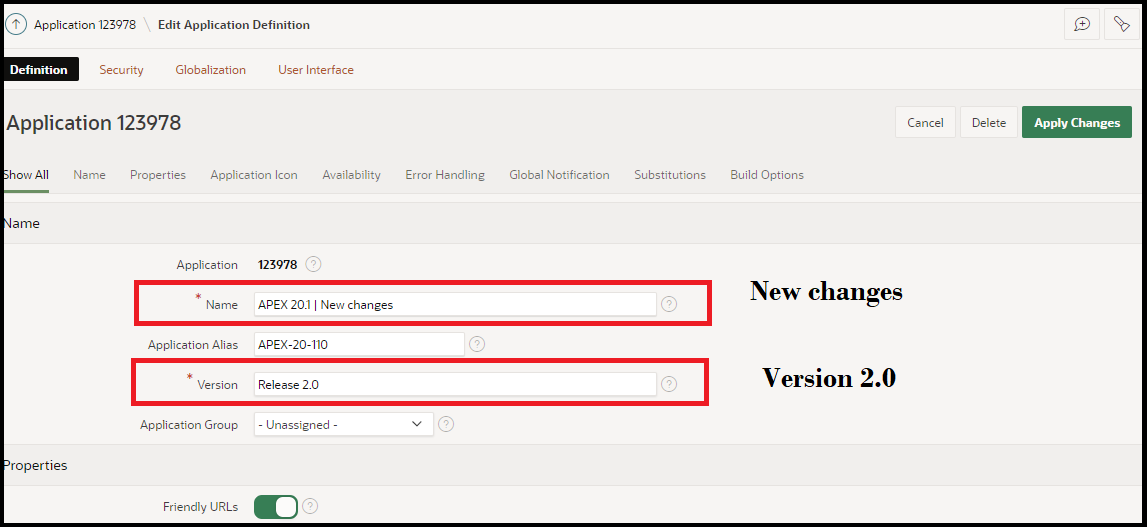 Application 123978 \ Edit Application Definition
Definition Security Globalization User Interface
Application 123978
Cancel Delete Apply Changes
Show All Name Properties Application Icon Availability Error Handling Global Notification Substitutions Build Options
Name
Application 123978 ?
* Name APEX 20.1 | New changes ?
New changes
Application Alias APEX-20-110 ?
* Version Release 2.0 ?
Version 2.0
Application Group - Unassigned - ?
Properties
Friendly URLs ?